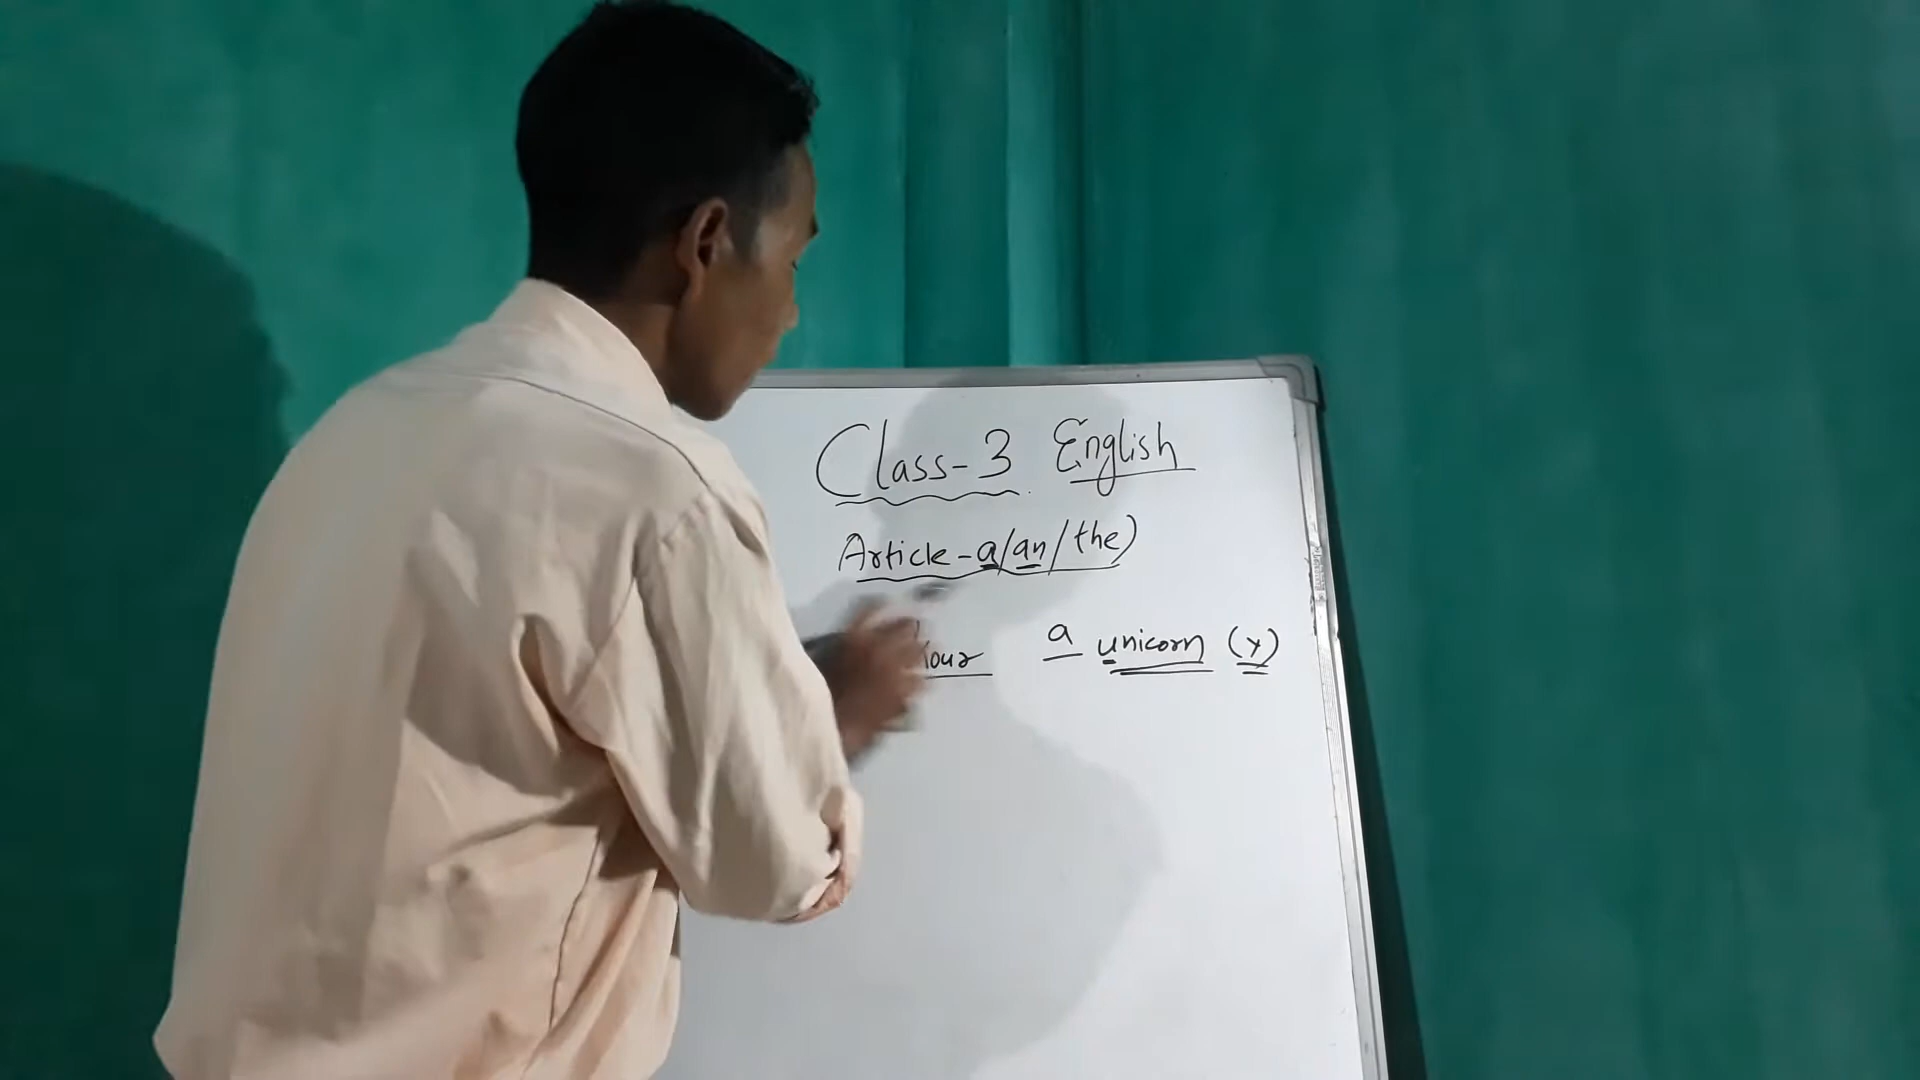 Class-3 English
Article-a/an/the)
hour a unicorn (y)